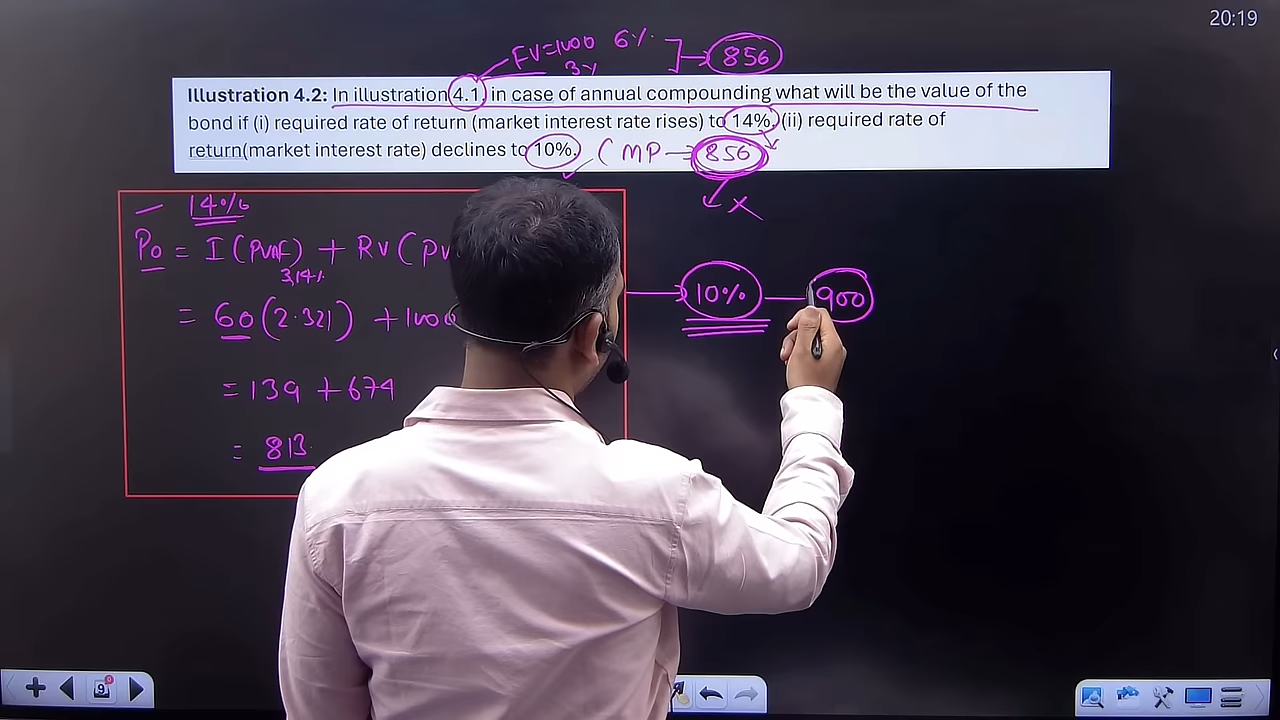 20:19
FV=1000 6%
3y
856
Illustration 4.2: In illustration 4.1, in case of annual compounding what will be the value of the
bond if (i) required rate of return (market interest rate rises) to 14%, (ii) required rate of
return(market interest rate) declines to 10%.
CMP → 856
X
— 14%
P0 = I (PVAF) + RV (PV
3,14%
= 60 (2.321) + 1000
= 139 + 674
= 813
10% — 900
9